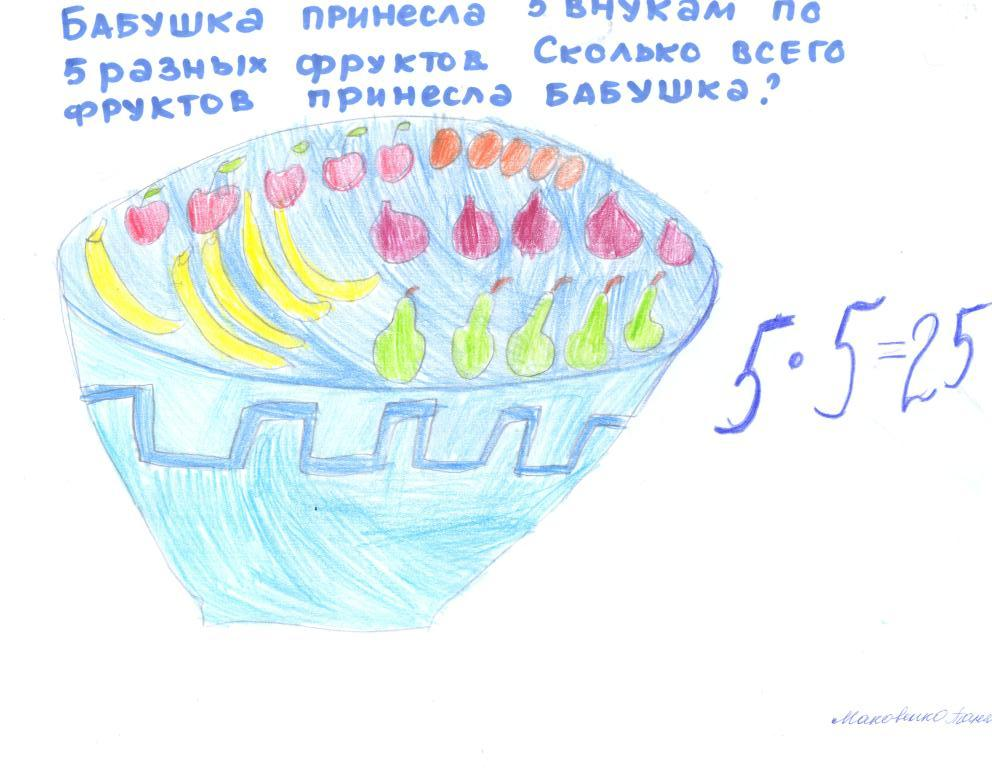 БАБУШКА принесла 5 внукам по
5 разных фруктов. Сколько всего
фруктов принесла БАБУШКА?
5•5=25